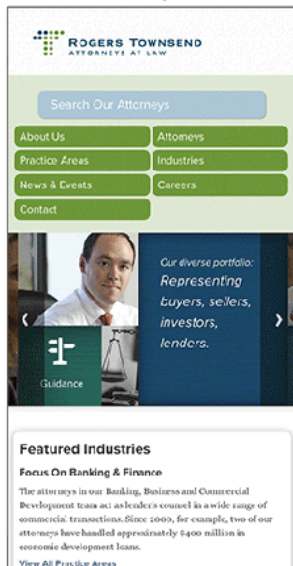 ROGERS TOWNSEND
ATTORNEYS AT LAW
Search Our Attorneys
About Us
Attorneys
Practice Areas
Industries
News & Events
Careers
Contact
Our diverse portfolio:
Representing
buyers, sellers,
investors,
lenders.
Guidance
Featured Industries
Focus On Banking & Finance
The attorneys in our Banking, Business and Commercial
Development team act as lender's counsel in a wide range of
commercial transactions. Since 2000, for example, two of our
attorneys have handled approximately $400 million in
economic development loans.
View All Practice Areas